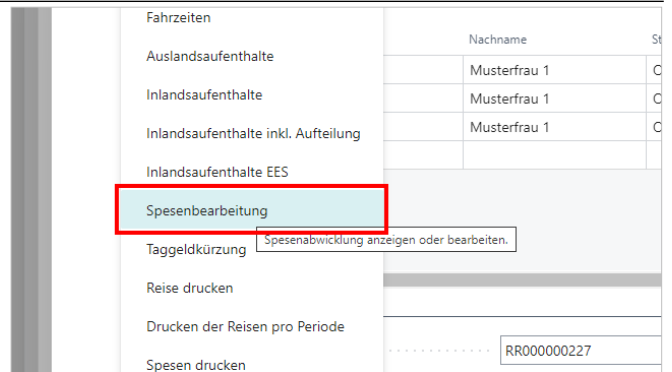 Fahrzeiten
Auslandsaufenthalte
Inlandsaufenthalte
Inlandsaufenthalte inkl. Aufteilung
Inlandsaufenthalte EES
Spesenbearbeitung
Spesenabwicklung anzeigen oder bearbeiten.
Taggeldkürzung
Reise drucken
Drucken der Reisen pro Periode
Spesen drucken
Nachname
Musterfrau 1
Musterfrau 1
Musterfrau 1
RR000000227